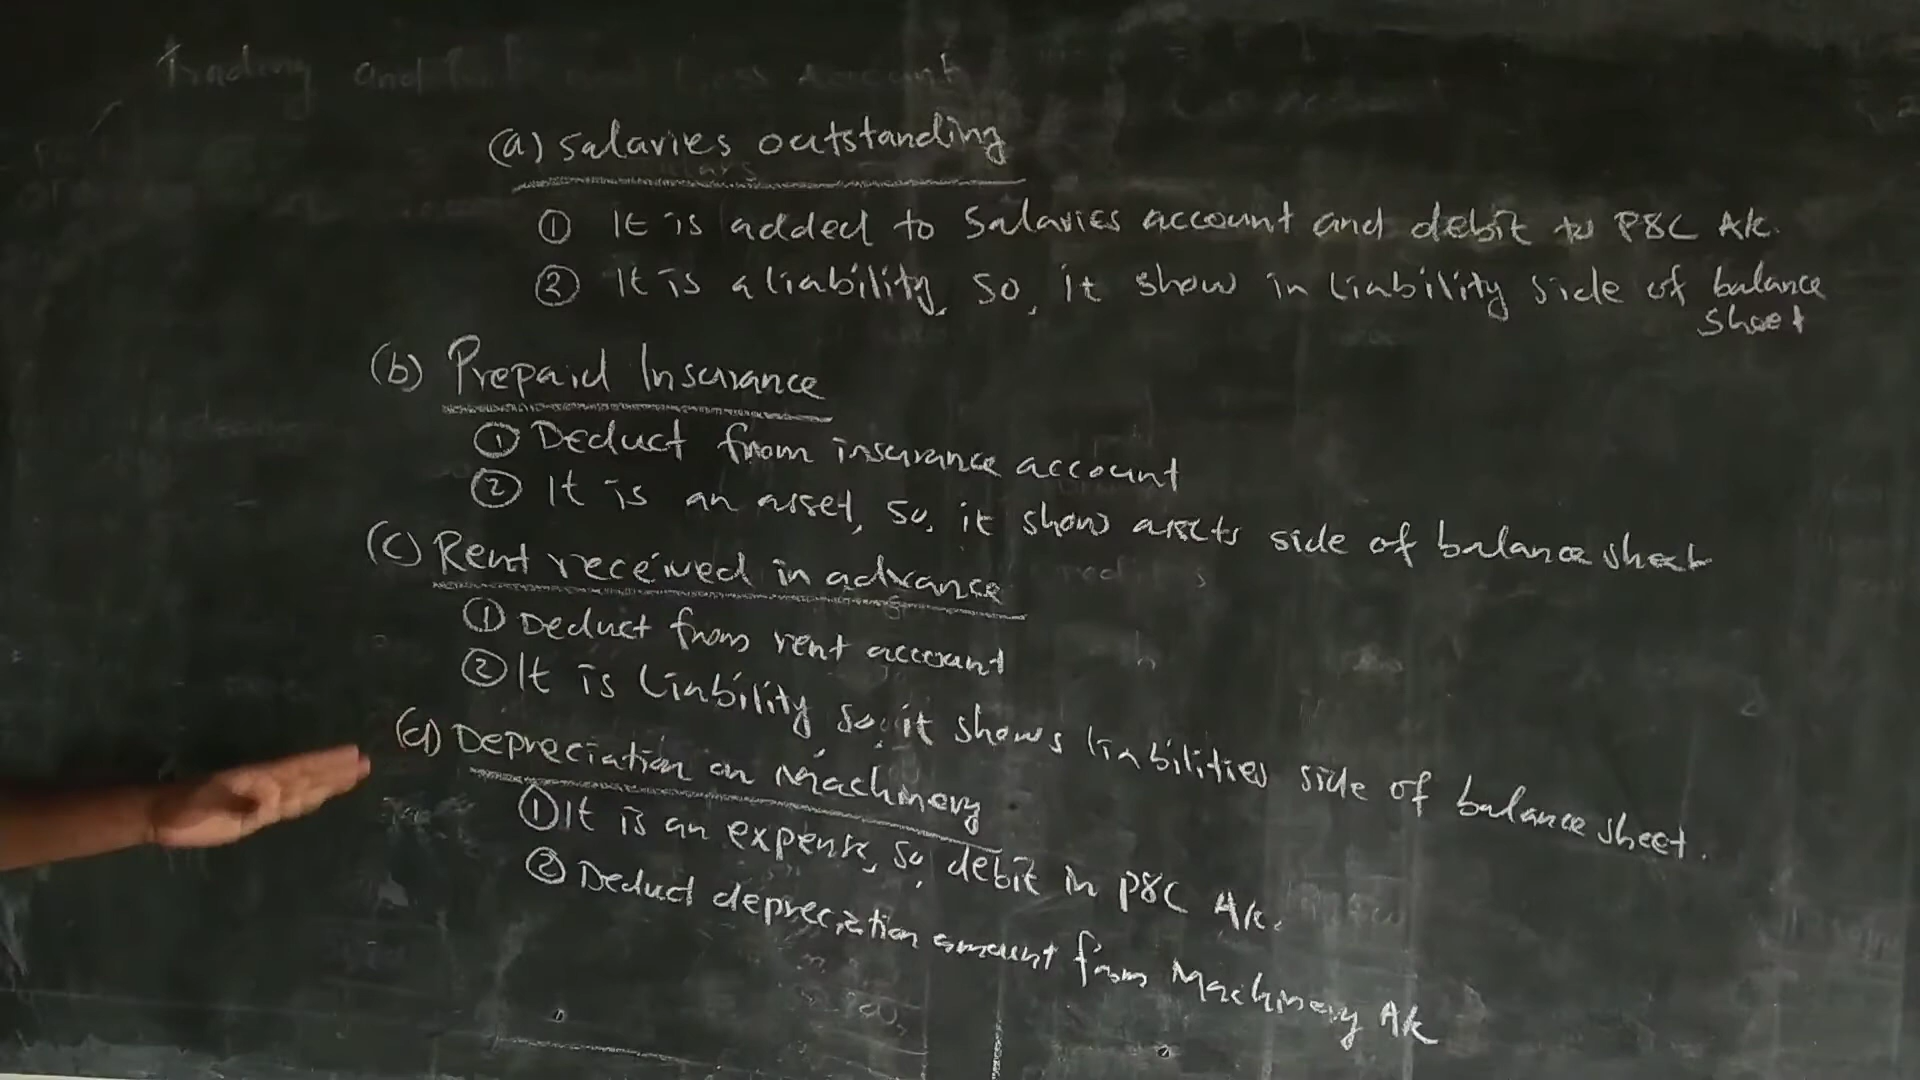 Trading and Loss Account
(a) Salaries outstanding
① It is added to Salaries account and debit to P&L A/c.
② It is a liability, so, it show in liability side of balance
sheet
(b) Prepaid Insurance
① Deduct from insurance account
② It is an asset, so, it show assets side of balance sheet
(c) Rent received in advance
① Deduct from rent account
② It is Liability so, it shows liabilities side of balance sheet.
(d) Depreciation on Machinery
① It is an expense, so, debit in P&L A/c.
② Deduct depreciation amount from Machinery A/c